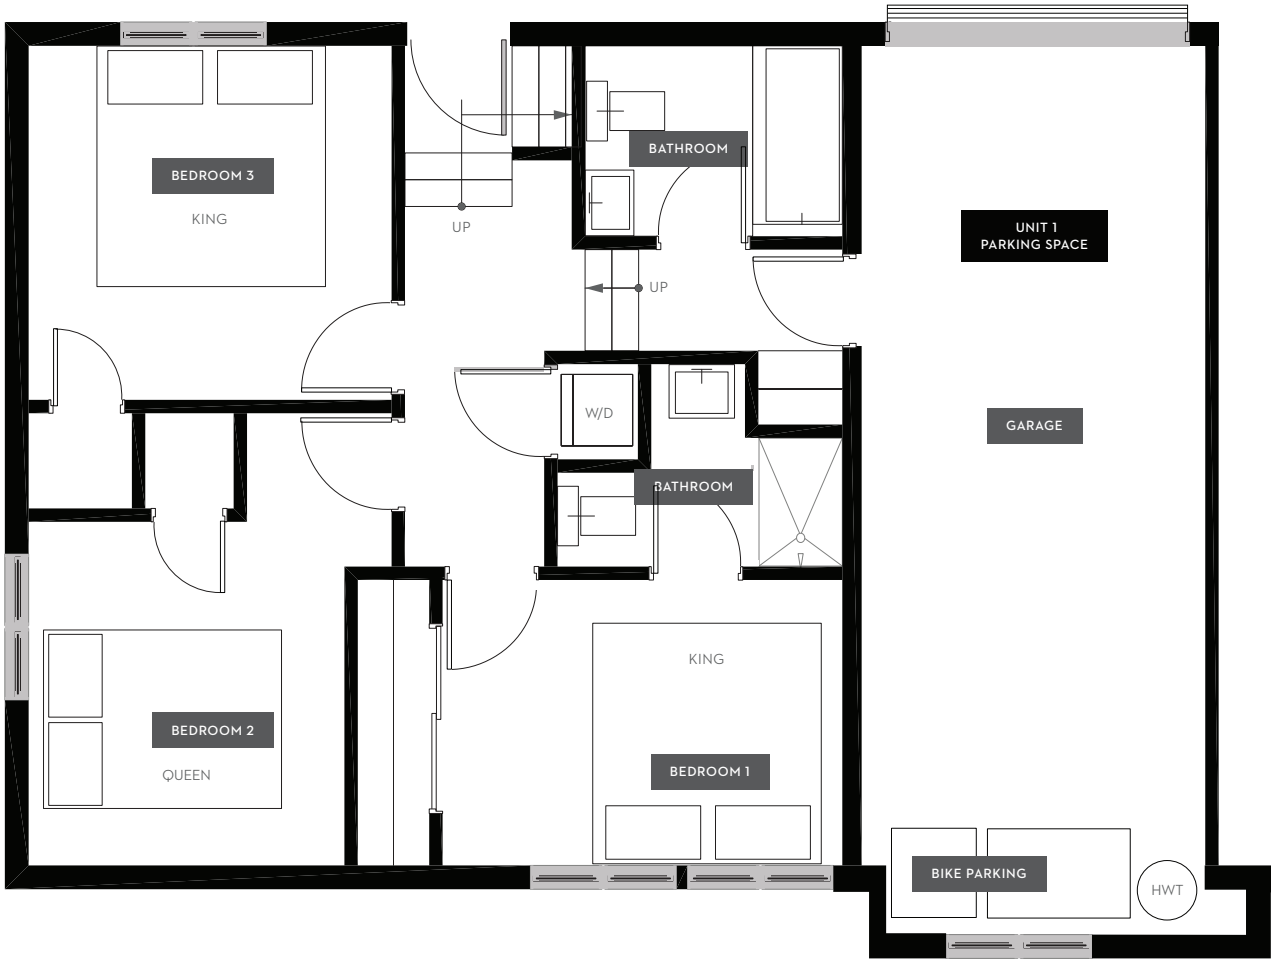 BATHROOM
BEDROOM 3
KING
UP
UNIT 1
PARKING SPACE
UP
W/D
GARAGE
BATHROOM
KING
BEDROOM 2
QUEEN
BEDROOM 1
BIKE PARKING
HWT